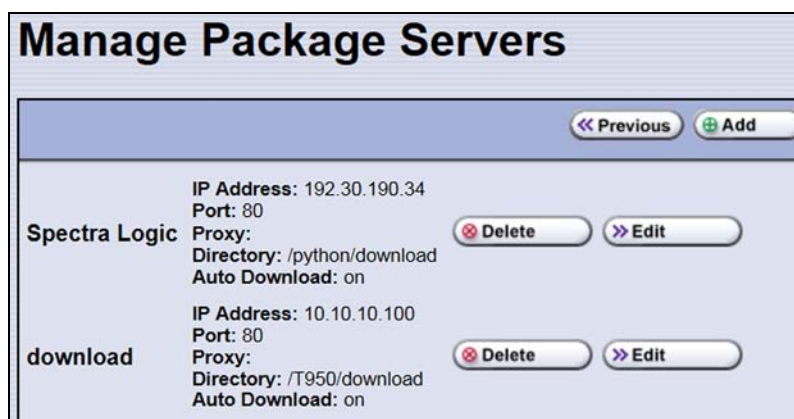 Manage Package Servers
Previous Add
Spectra Logic
IP Address: 192.30.190.34
Port: 80
Proxy:
Directory: /python/download
Auto Download: on
Delete Edit
download
IP Address: 10.10.10.100
Port: 80
Proxy:
Directory: /T950/download
Auto Download: on
Delete Edit